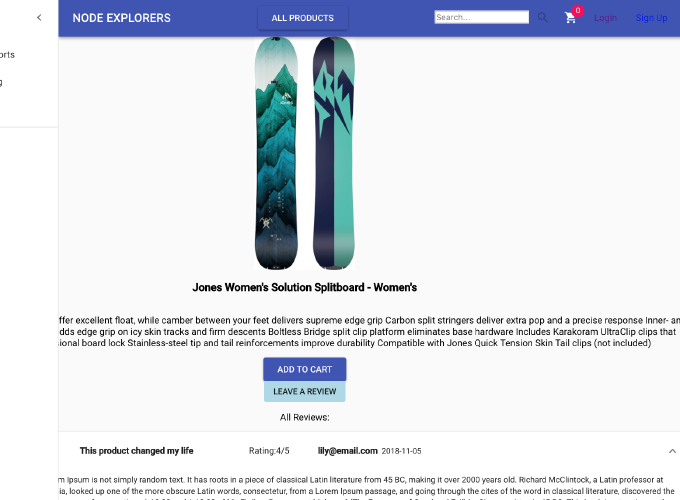 NODE EXPLORERS
ALL PRODUCTS
Search...
0
Login
Sign Up
orts
g
JONES
Jones Women's Solution Splitboard - Women's
ffer excellent float, while camber between your feet delivers supreme edge grip Carbon split stringers deliver extra pop and a precise response Inner- an
dds edge grip on icy skin tracks and firm descents Boltless Bridge split clip platform eliminates base hardware Includes Karakoram UltraClip clips that
ional board lock Stainless-steel tip and tail reinforcements improve durability Compatible with Jones Quick Tension Skin Tail clips (not included)
ADD TO CART
LEAVE A REVIEW
All Reviews:
This product changed my life
Rating:4/5
lily@email.com 2018-11-05
m Ipsum is not simply random text. It has roots in a piece of classical Latin literature from 45 BC, making it over 2000 years old. Richard McClintock, a Latin professor at
ia, looked up one of the more obscure Latin words, consectetur, from a Lorem Ipsum passage, and going through the cites of the word in classical literature, discovered the